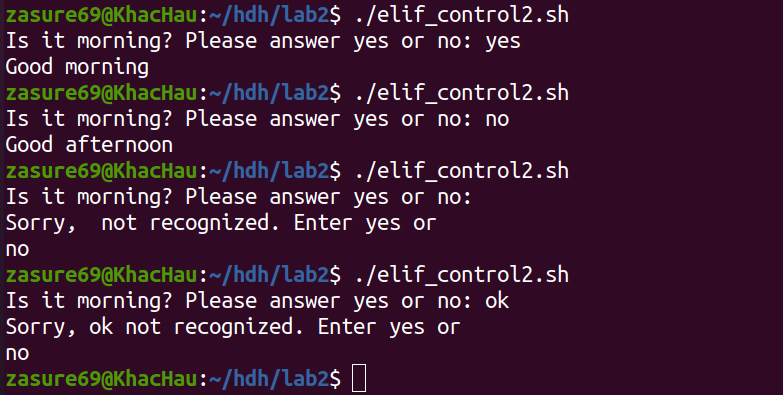 zasure69@KhacHau:~/hdh/lab2$ ./elif_control2.sh
Is it morning? Please answer yes or no: yes
Good morning
zasure69@KhacHau:~/hdh/lab2$ ./elif_control2.sh
Is it morning? Please answer yes or no: no
Good afternoon
zasure69@KhacHau:~/hdh/lab2$ ./elif_control2.sh
Is it morning? Please answer yes or no:
Sorry,  not recognized. Enter yes or
no
zasure69@KhacHau:~/hdh/lab2$ ./elif_control2.sh
Is it morning? Please answer yes or no: ok
Sorry, ok not recognized. Enter yes or
no
zasure69@KhacHau:~/hdh/lab2$